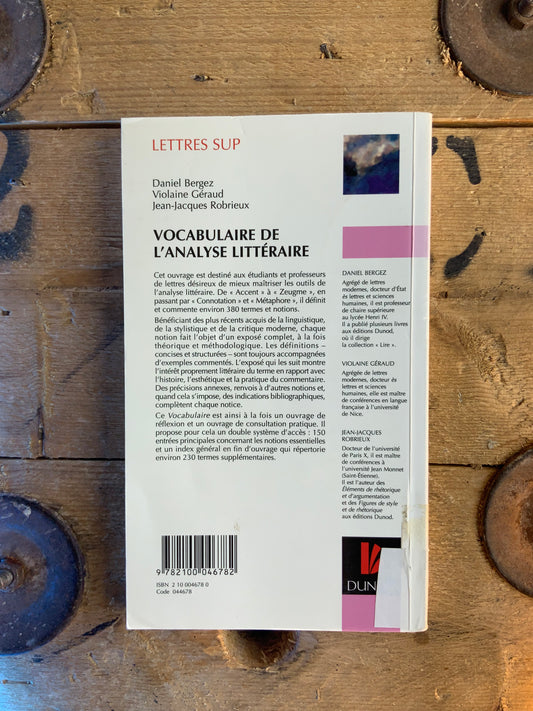 LETTRES SUP
Daniel Bergez
Violaine Géraud
Jean-Jacques Robrieux
VOCABULAIRE DE
L'ANALYSE LITTÉRAIRE
Cet ouvrage est destiné aux étudiants et professeurs
de lettres désireux de mieux maîtriser les outils de
l'analyse littéraire. De « Accent » à « Zeugme », en
passant par « Connotation » et « Métaphore », il définit
et commente environ 380 termes et notions.
Bénéficiant des plus récents acquis de la linguistique,
de la stylistique et de la critique moderne, chaque
notion fait l'objet d'un exposé complet, à la fois
théorique et méthodologique. Les définitions –
concises et structurées – sont toujours accompagnées
d'exemples commentés. L'exposé qui les suit montre
l'intérêt proprement littéraire du terme en rapport avec
l'histoire, l'esthétique et la pratique du commentaire.
Des précisions annexes, renvois à d'autres notions et,
quand cela s'impose, des indications bibliographiques,
complètent chaque notice.
Ce Vocabulaire est ainsi à la fois un ouvrage de
réflexion et un ouvrage de consultation pratique. Il
propose pour cela un double système d'accès : 150
entrées principales concernant les notions essentielles
et un index général en fin d'ouvrage qui répertorie
environ 230 termes supplémentaires.
9 782100 046782
ISBN 2 10 004678 0
Code 044678
DANIEL BERGEZ
Agrégé de lettres
modernes, docteur d'État
ès lettres et sciences
humaines, il est professeur
de chaire supérieure
au lycée Henri IV.
Il a publié plusieurs livres
aux éditions Dunod,
où il dirige
la collection « Lire ».
VIOLAINE GÉRAUD
Agrégée de lettres
modernes, docteur ès
lettres et sciences
humaines, elle est maître
de conférences en langue
française à l'université
de Nice.
JEAN-JACQUES
ROBRIEUX
Docteur de l'université
de Paris X, il est maître
de conférences à
l'université Jean Monnet
(Saint-Étienne).
Il est l'auteur des
Éléments de rhétorique
et d'argumentation
et des Figures de style
et de rhétorique
aux éditions Dunod.
DUN